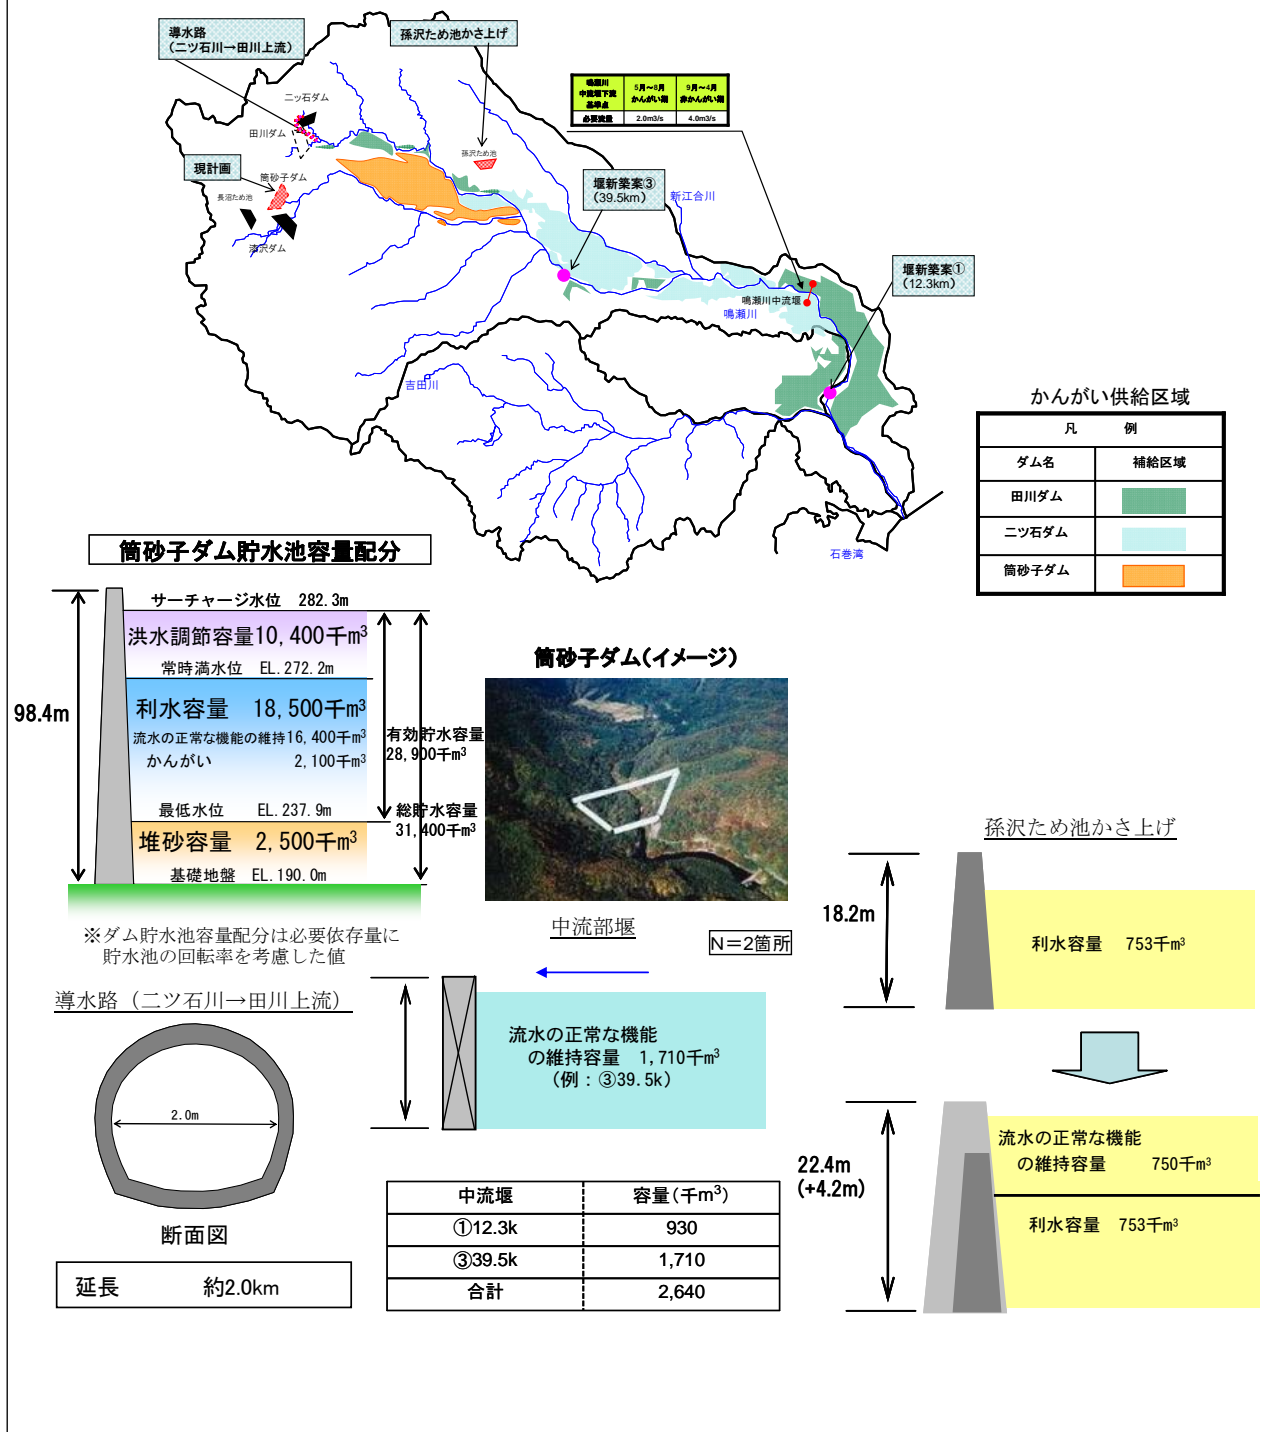 導水路
（二ツ石川→田川上流）
孫沢ため池かさ上げ
鳴瀬川
中流堰下流
基準点
5月～8月
かんがい期
9月～4月
非かんがい期
必要流量
2.0m3/s
4.0m3/s
二ツ石ダム
田川ダム
現計画
筒砂子ダム
長沼ため池
漆沢ダム
孫沢ため池
堰新築案③
（39.5km）
新江合川
堰新築案①
（12.3km）
鳴瀬川中流堰
鳴瀬川
吉田川
石巻湾
かんがい供給区域
凡　例
ダム名
補給区域
田川ダム
二ツ石ダム
筒砂子ダム
筒砂子ダム貯水池容量配分
サーチャージ水位　282.3m
洪水調節容量10,400千m³
常時満水位　EL.272.2m
98.4m
利水容量　18,500千m³
流水の正常な機能の維持16,400千m³
かんがい　2,100千m³
有効貯水容量
28,900千m³
最低水位　EL.237.9m
総貯水容量
31,400千m³
堆砂容量　2,500千m³
基礎地盤　EL.190.0m
※ダム貯水池容量配分は必要依存量に
貯水池の回転率を考慮した値
筒砂子ダム（イメージ）
中流部堰
N＝2箇所
流水の正常な機能
の維持容量　1,710千m³
（例：③39.5k）
中流堰
容量（千m³）
①12.3k
930
③39.5k
1,710
合計
2,640
導水路（二ツ石川→田川上流）
2.0m
断面図
延長　約2.0km
孫沢ため池かさ上げ
18.2m
利水容量　753千m³
22.4m
(+4.2m)
流水の正常な機能
の維持容量　750千m³
利水容量　753千m³